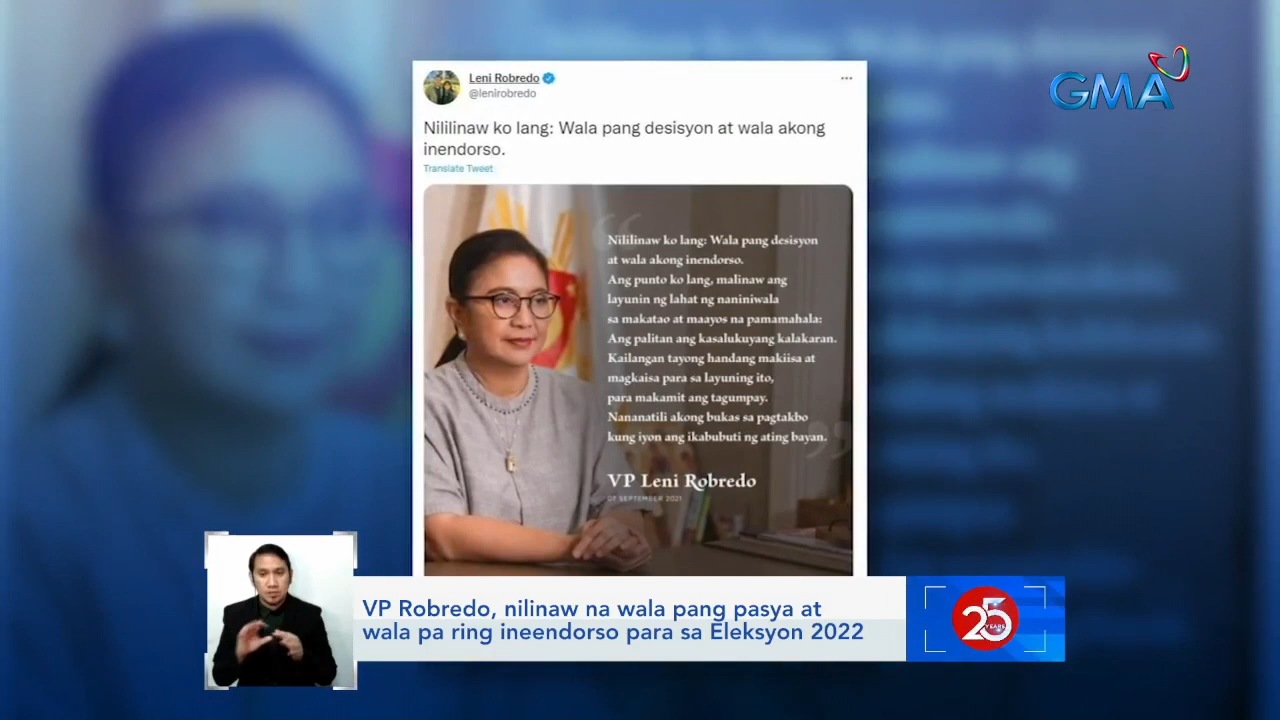 Leni Robredo
@lenirobredo
GMA
Nililinaw ko lang: Wala pang desisyon at wala akong
inendorso.
Translate Tweet
Nililinaw ko lang: Wala pang desisyon
at wala akong inendorso.
Ang punto ko lang, malinaw ang
layunin ng lahat ng naniniwala
sa makatao at maayos na pamamahala:
Ang palitan ang kasalukuyang kalakaran.
Kailangan tayong handang makiisa at
magkaisa para sa layuning ito,
para makamit ang tagumpay.
Nananatili akong bukas sa pagtakbo
kung iyon ang ikabubuti ng ating bayan.
VP Leni Robredo
07 SEPTEMBER 2021
VP Robredo, nilinaw na wala pang pasya at
wala pa ring ineendorso para sa Eleksyon 2022
25
YEARS